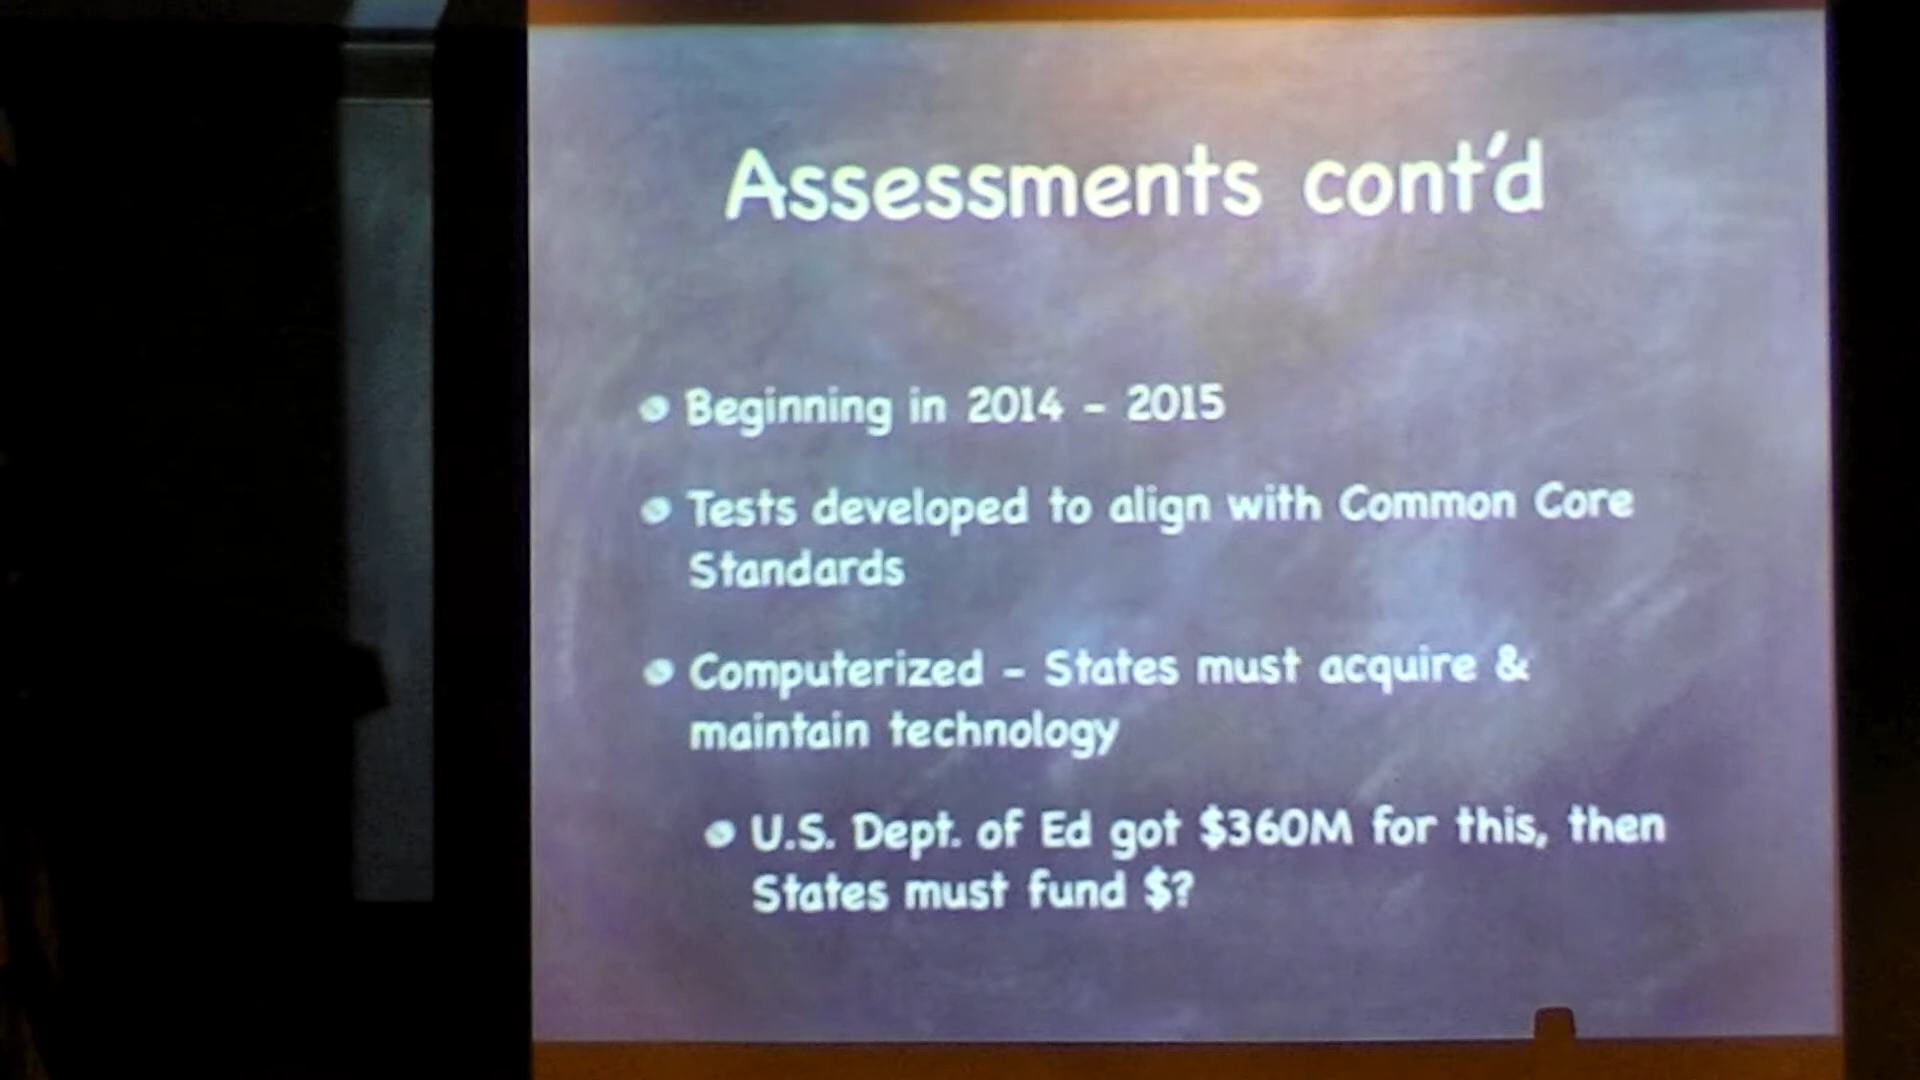 Assessments cont'd
Beginning in 2014 - 2015
Tests developed to align with Common Core
Standards
Computerized - States must acquire &
maintain technology
U.S. Dept. of Ed got $360M for this, then
States must fund $?